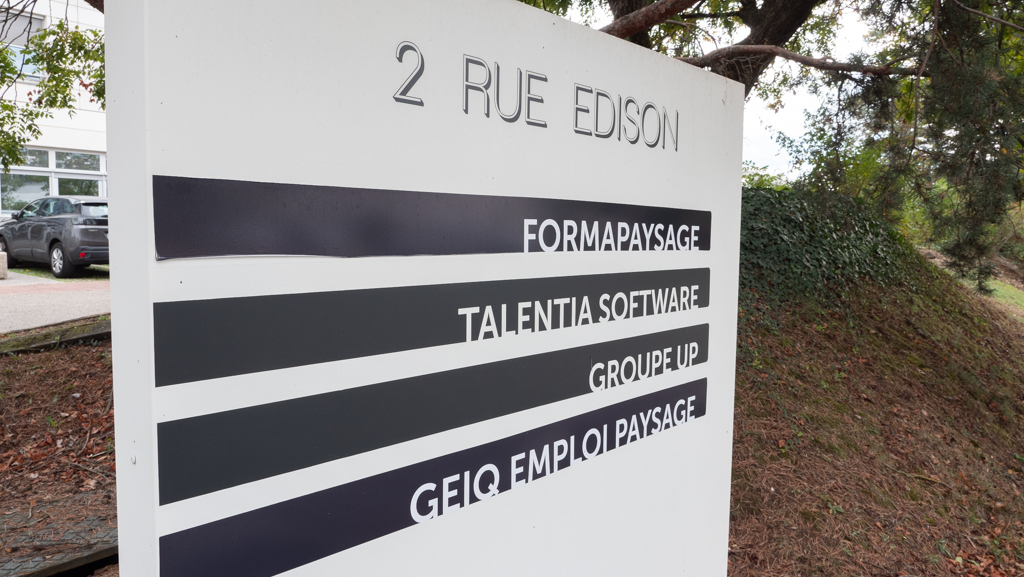 2 RUE EDISON
FORMAPAYSAGE
TALENTIA SOFTWARE
GROUPE UP
GEIQ EMPLOI PAYSAGE